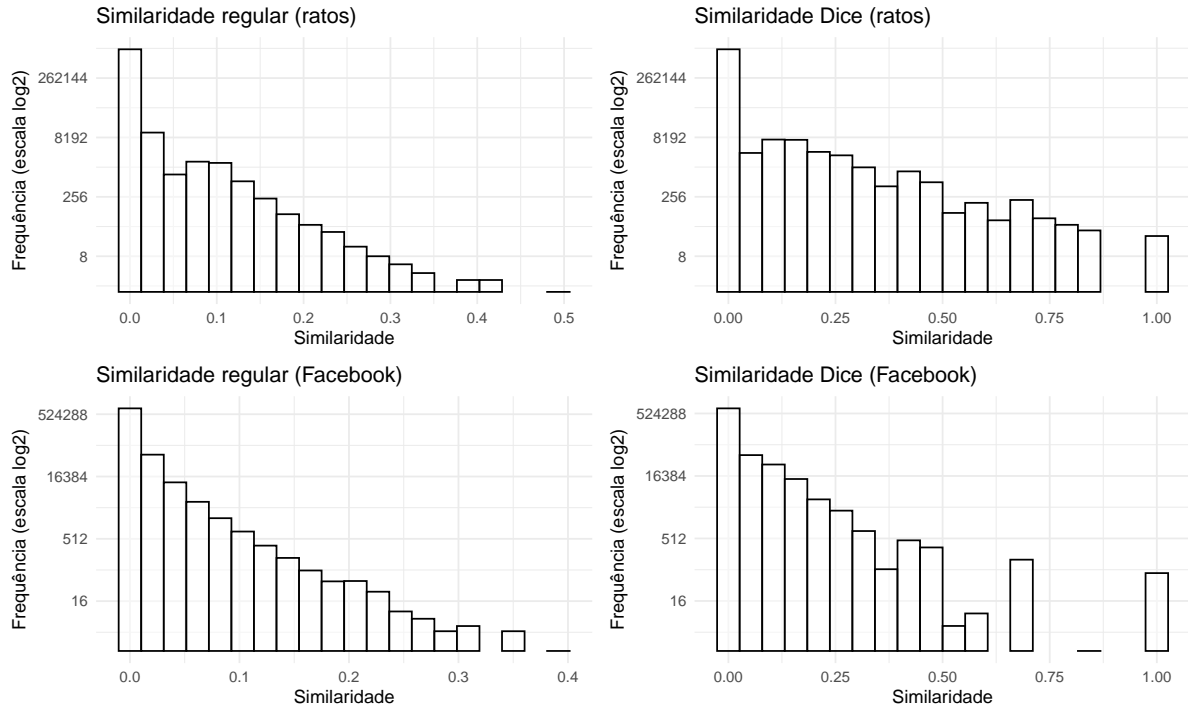 Similaridade regular (ratos)
Frequência (escala log2)
262144
8192
256
8
0.0 0.1 0.2 0.3 0.4 0.5
Similaridade
Similaridade Dice (ratos)
Frequência (escala log2)
262144
8192
256
8
0.00 0.25 0.50 0.75 1.00
Similaridade
Similaridade regular (Facebook)
Frequência (escala log2)
524288
16384
512
16
0.0 0.1 0.2 0.3 0.4
Similaridade
Similaridade Dice (Facebook)
Frequência (escala log2)
524288
16384
512
16
0.00 0.25 0.50 0.75 1.00
Similaridade